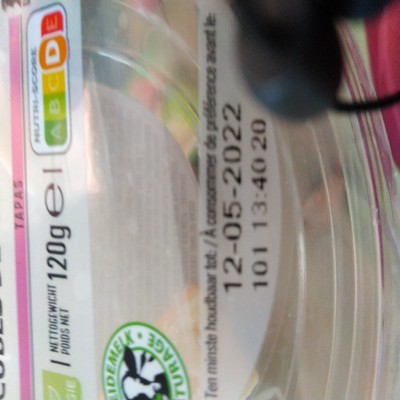 TAPAS
NUTRI-SCORE
A B C D E
NETTOGEWICHT
POIDS NET
120g e
Ten minste houdbaar tot: / À consommer de préférence avant le:
12-05-2022
101 13:40 20